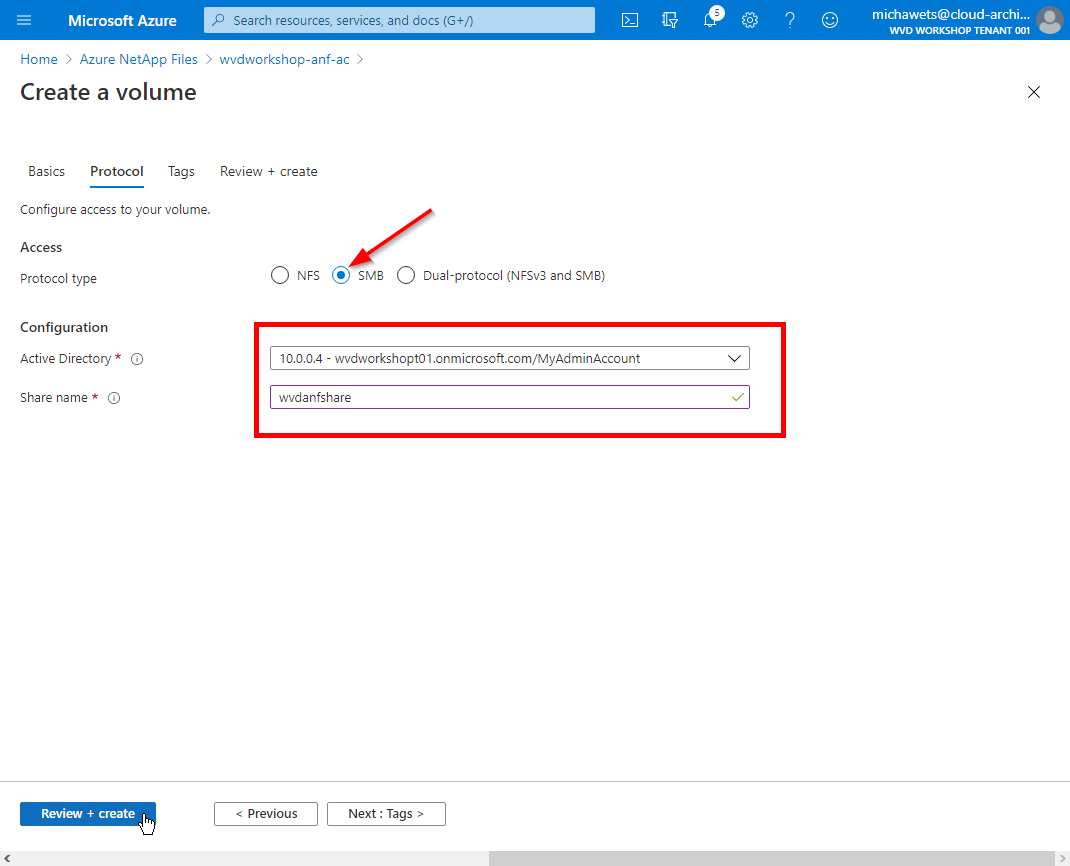 Microsoft Azure
Search resources, services, and docs (G+/)
5
michawets@cloud-archi...
WVD WORKSHOP TENANT 001
Home > Azure NetApp Files > wvdworkshop-anf-ac >
Create a volume
Basics Protocol Tags Review + create
Configure access to your volume.
Access
Protocol type NFS SMB Dual-protocol (NFSv3 and SMB)
Configuration
Active Directory * 10.0.0.4 - wvdworkshopt01.onmicrosoft.com/MyAdminAccount
Share name * wvdanfshare
Review + create < Previous Next : Tags >